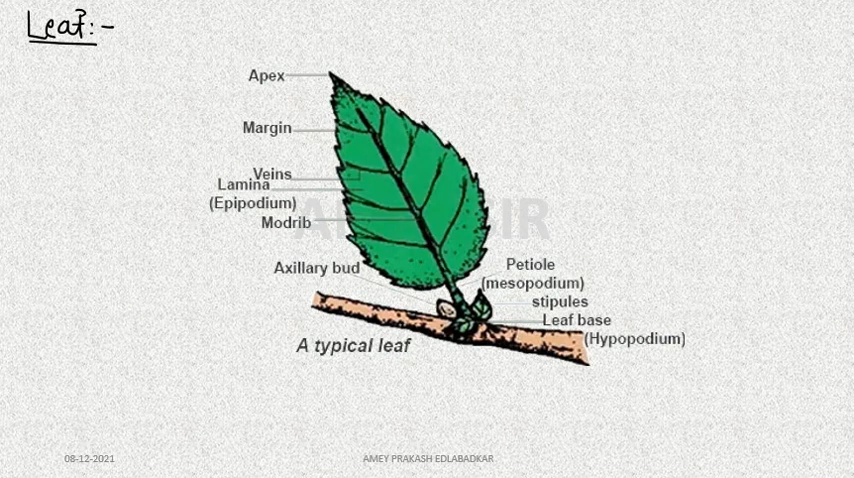 Leaf:-
Apex
Margin
Veins
Lamina
(Epipodium)
Modrib
Axillary bud
Petiole
(mesopodium)
stipules
Leaf base
(Hypopodium)
A typical leaf
08-12-2021
AMEY PRAKASH EDLABADKAR